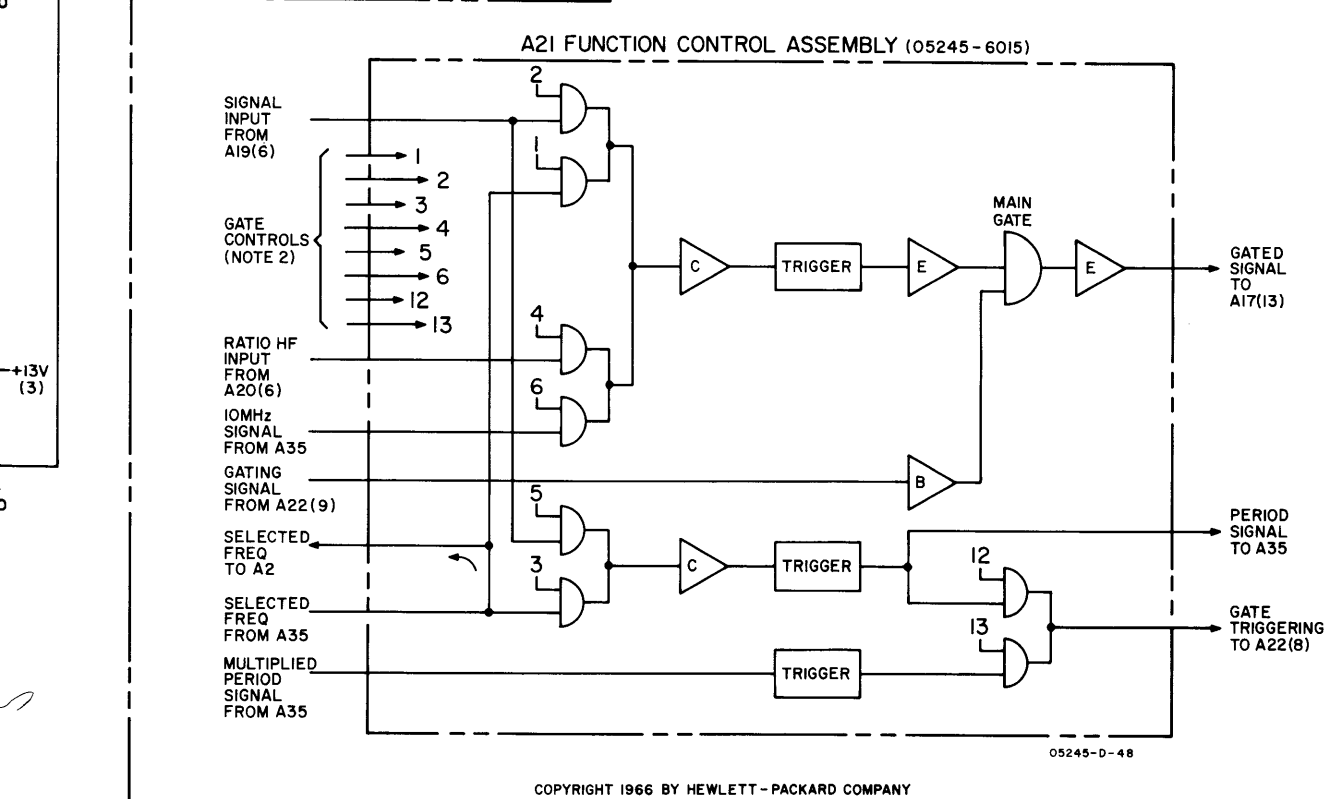 A21 FUNCTION CONTROL ASSEMBLY (05245-6015)
SIGNAL
INPUT
FROM
A19(6)
2
1
1
2
3
4
5
6
12
13
GATE
CONTROLS
(NOTE 2)
MAIN
GATE
C
TRIGGER
E
E
GATED
SIGNAL
TO
A17(13)
RATIO HF
INPUT
FROM
A20(6)
4
+13V
(3)
6
10MHz
SIGNAL
FROM A35
GATING
SIGNAL
FROM A22(9)
B
5
SELECTED
FREQ
TO A2
3
C
TRIGGER
PERIOD
SIGNAL
TO A35
12
SELECTED
FREQ
FROM A35
13
GATE
TRIGGERING
TO A22(8)
MULTIPLIED
PERIOD
SIGNAL
FROM A35
TRIGGER
05245-D-48
COPYRIGHT 1966 BY HEWLETT-PACKARD COMPANY